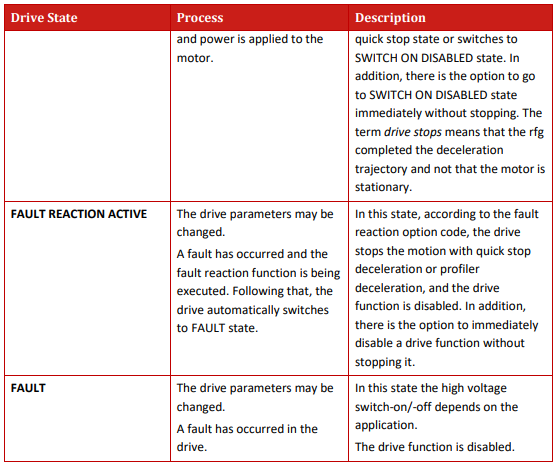 Drive State Process Description
and power is applied to the
motor.
quick stop state or switches to
SWITCH ON DISABLED state. In
addition, there is the option to go
to SWITCH ON DISABLED state
immediately without stopping. The
term drive stops means that the rfg
completed the deceleration
trajectory and not that the motor is
stationary.
FAULT REACTION ACTIVE
The drive parameters may be
changed.
A fault has occurred and the
fault reaction function is being
executed. Following that, the
drive automatically switches
to FAULT state.
In this state, according to the fault
reaction option code, the drive
stops the motion with quick stop
deceleration or profiler
deceleration, and the drive
function is disabled. In addition,
there is the option to immediately
disable a drive function without
stopping it.
FAULT
The drive parameters may be
changed.
A fault has occurred in the
drive.
In this state the high voltage
switch-on/-off depends on the
application.
The drive function is disabled.